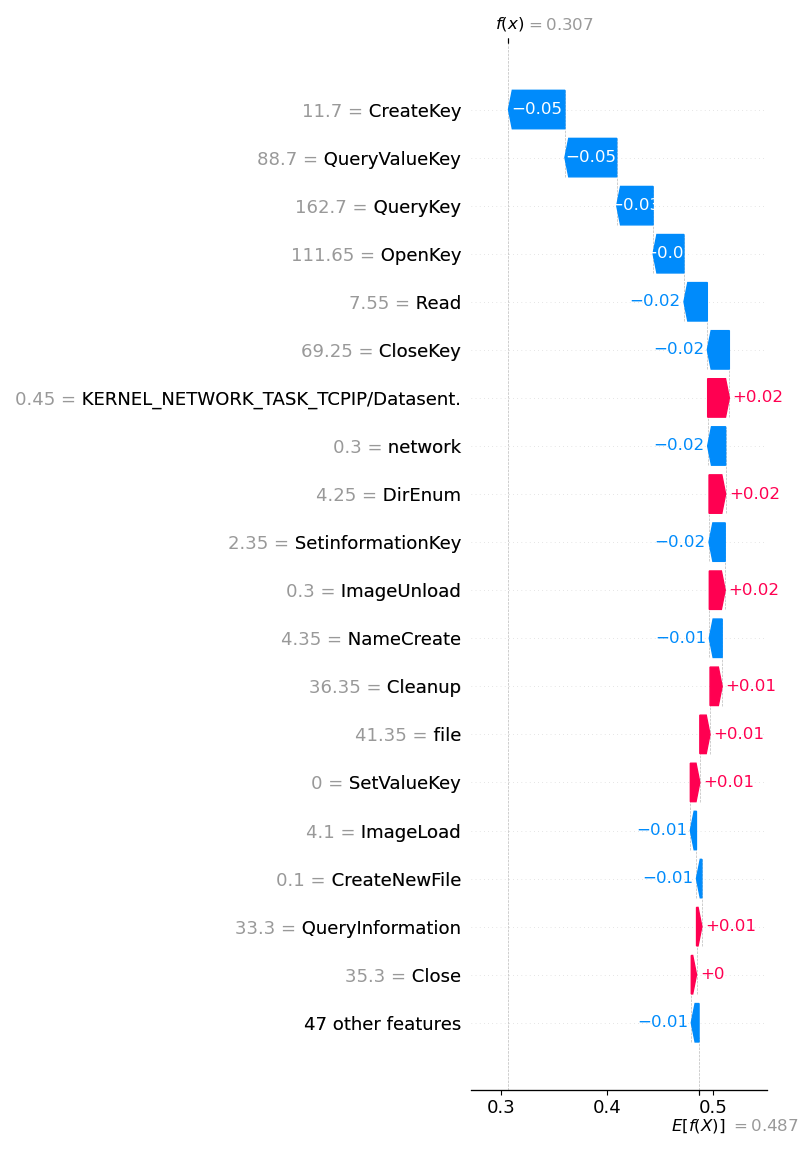 f(x) = 0.307
11.7 = CreateKey −0.05
88.7 = QueryValueKey −0.05
162.7 = QueryKey −0.03
111.65 = OpenKey −0.0
7.55 = Read −0.02
69.25 = CloseKey −0.02
0.45 = KERNEL_NETWORK_TASK_TCPIP/Datasent. +0.02
0.3 = network −0.02
4.25 = DirEnum +0.02
2.35 = SetinformationKey −0.02
0.3 = ImageUnload +0.02
4.35 = NameCreate −0.01
36.35 = Cleanup +0.01
41.35 = file +0.01
0 = SetValueKey +0.01
4.1 = ImageLoad −0.01
0.1 = CreateNewFile −0.01
33.3 = QueryInformation +0.01
35.3 = Close +0
47 other features −0.01
0.3 0.4 0.5
E[f(X)] = 0.487